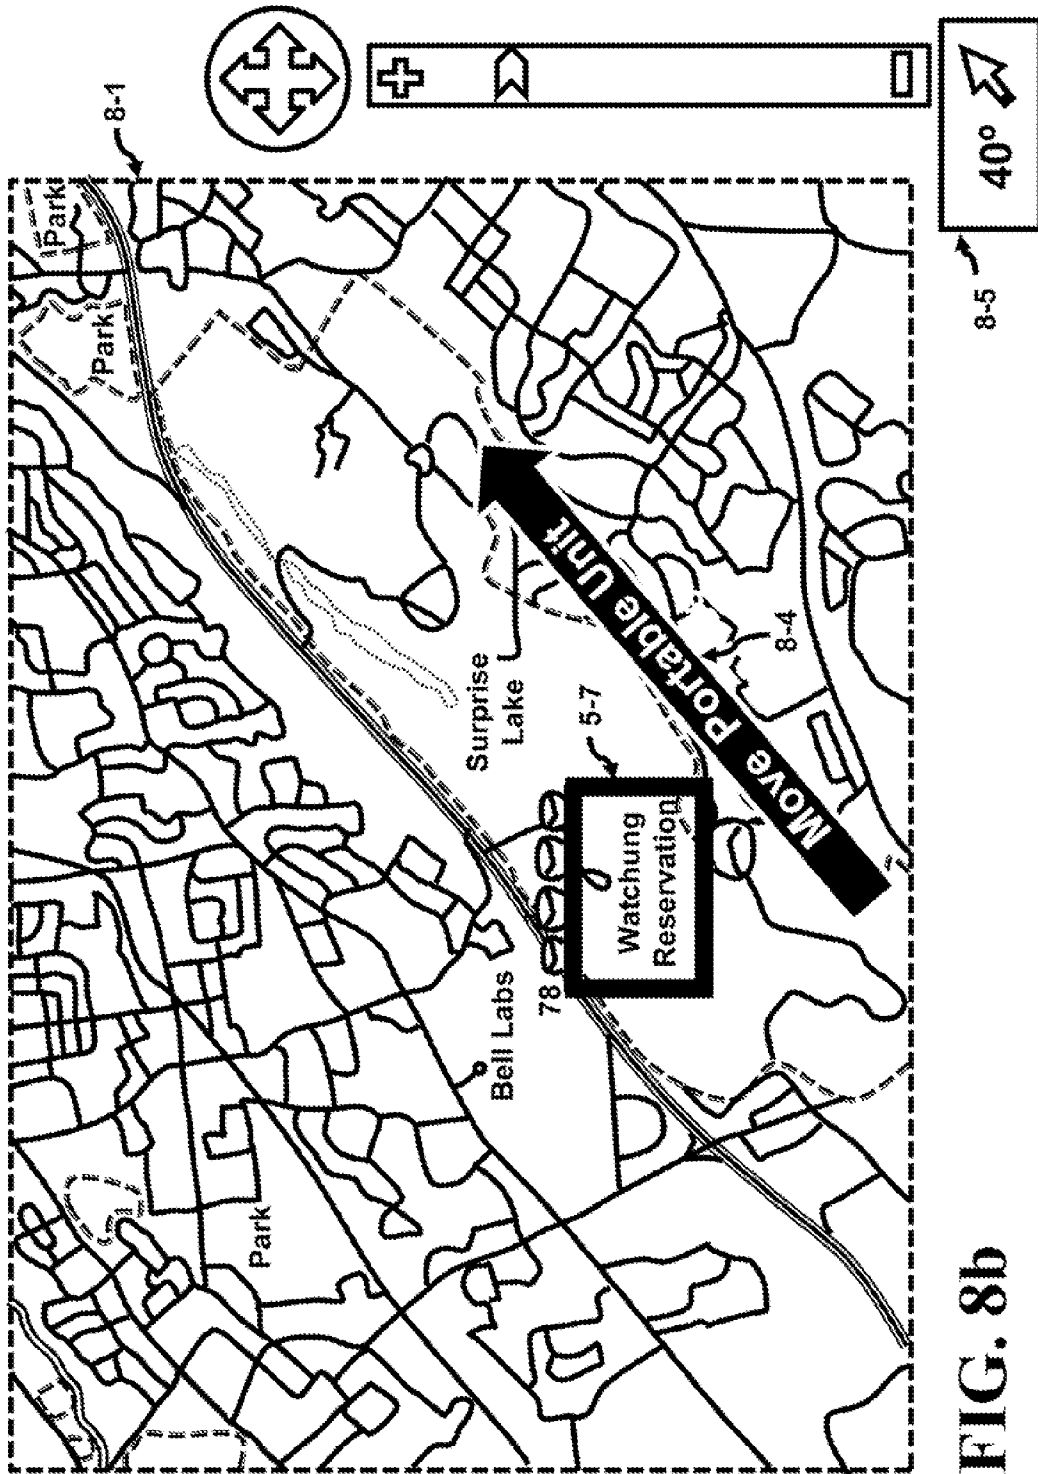 8-1
Park
Park
Surprise
Lake
5-7
Watchung
Reservation
78
Bell Labs
Park
Move Portable Unit
8-4
40°
8-5
FIG. 8b